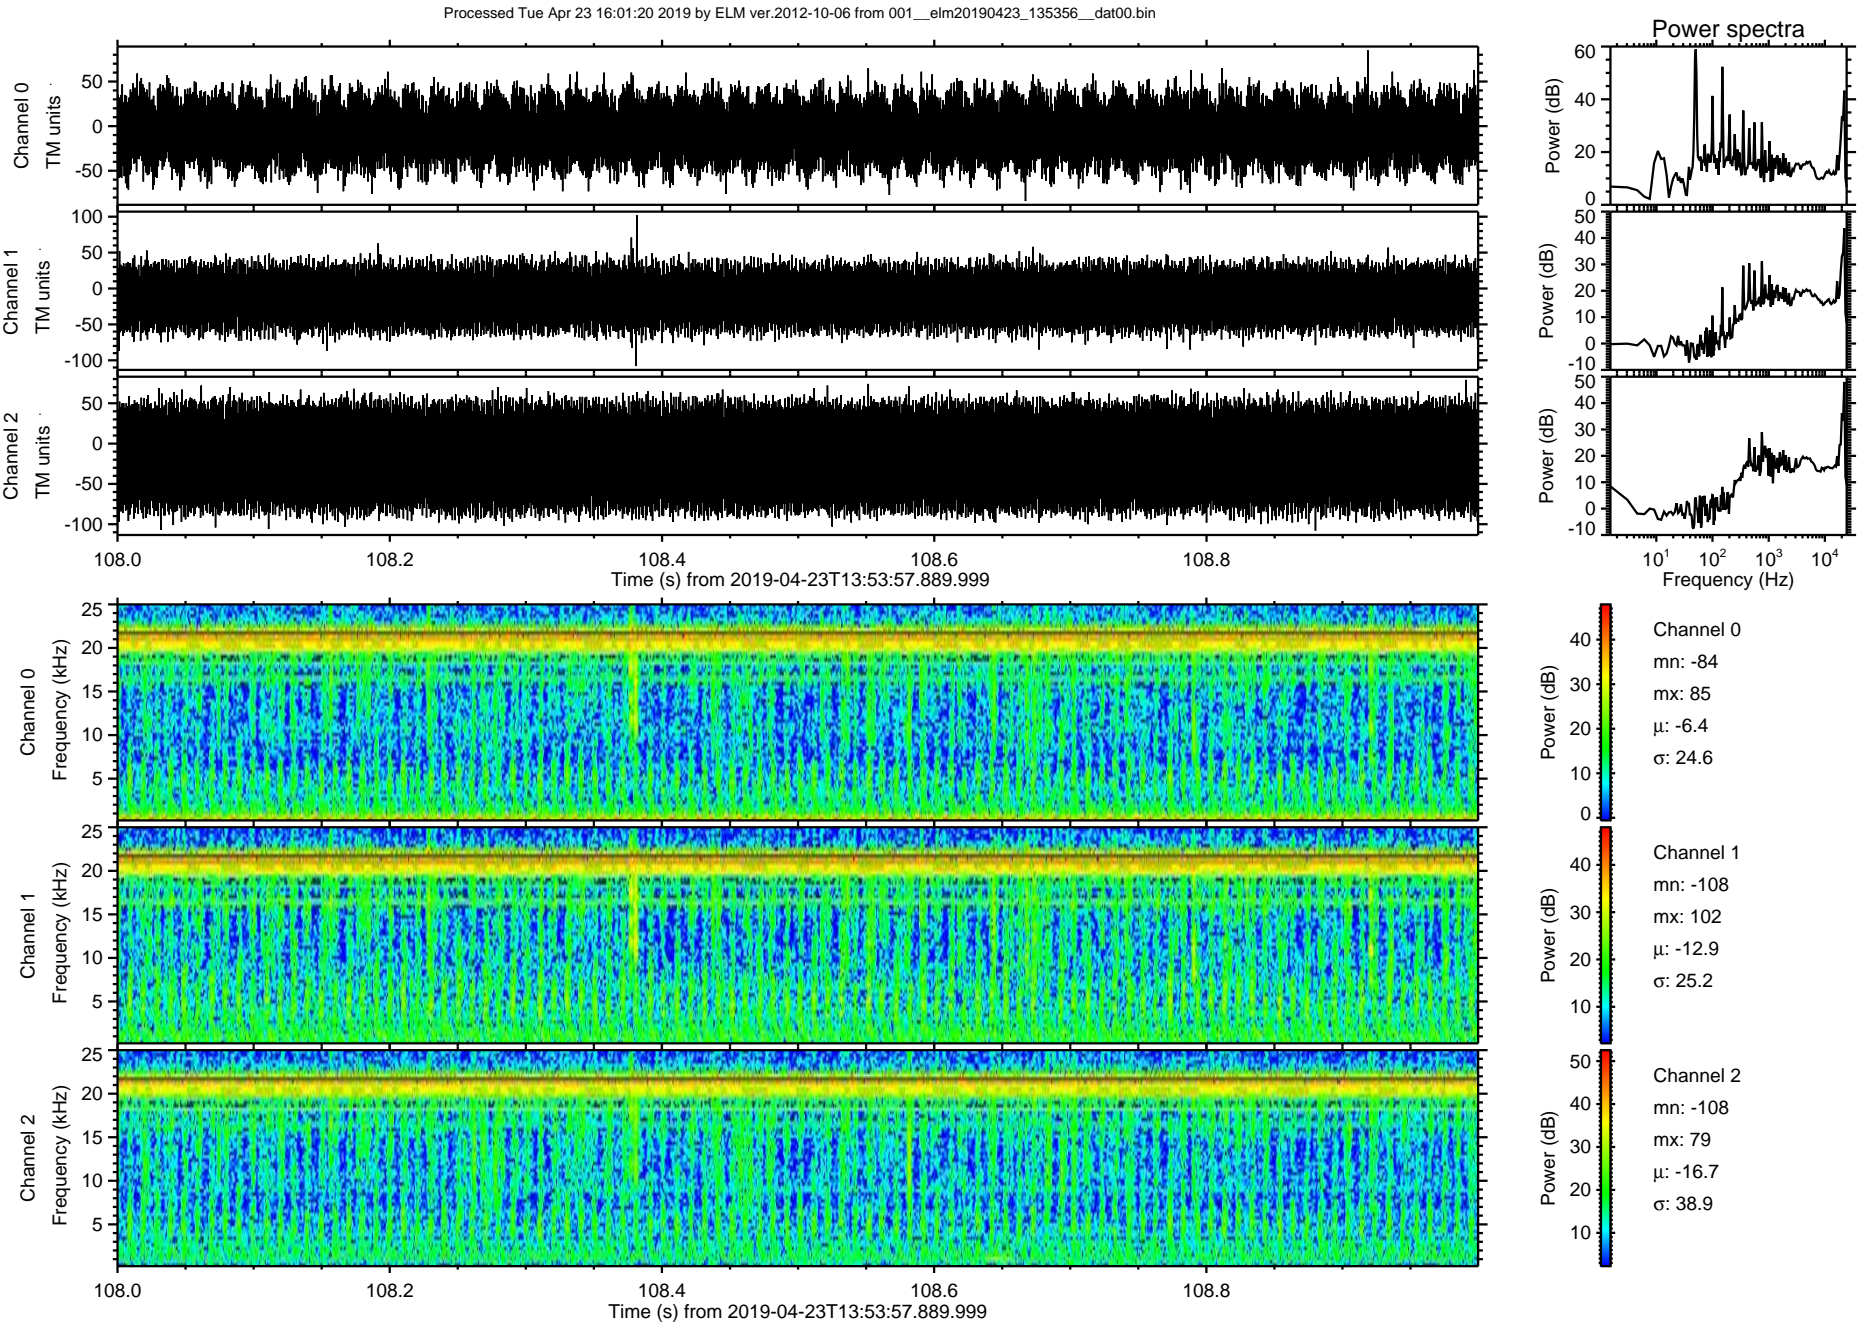 Processed Tue Apr 23 16:01:20 2019 by ELM ver.2012-10-06 from 001__elm20190423_135356__dat00.bin
Power spectra
Channel 0
TM units
50
0
-50
Power (dB)
60
40
20
0
Channel 1
TM units
100
50
0
-50
-100
Power (dB)
50
40
30
20
10
0
-10
Channel 2
TM units
50
0
-50
-100
Power (dB)
50
40
30
20
10
0
-10
108.0 108.2 108.4 108.6 108.8
Time (s) from 2019-04-23T13:53:57.889.999
10¹ 10² 10³ 10⁴
Frequency (Hz)
Channel 0
Frequency (kHz)
25
20
15
10
5
Power (dB)
40
30
20
10
0
Channel 0
mn: -84
mx: 85
μ: -6.4
σ: 24.6
Channel 1
Frequency (kHz)
25
20
15
10
5
Power (dB)
40
30
20
10
Channel 1
mn: -108
mx: 102
μ: -12.9
σ: 25.2
Channel 2
Frequency (kHz)
25
20
15
10
5
Power (dB)
50
40
30
20
10
Channel 2
mn: -108
mx: 79
μ: -16.7
σ: 38.9
108.0 108.2 108.4 108.6 108.8
Time (s) from 2019-04-23T13:53:57.889.999